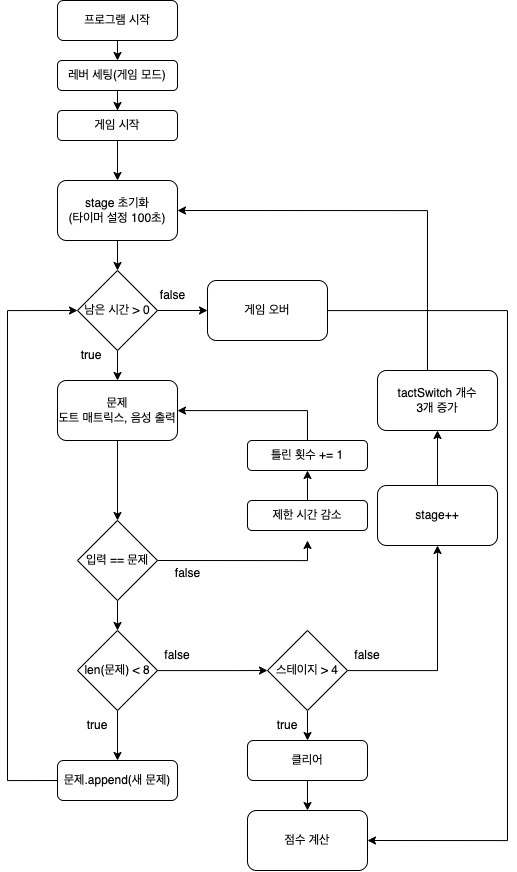 프로그램 시작
레버 세팅(게임 모드)
게임 시작
stage 초기화
(타이머 설정 100초)
남은 시간 > 0
false
게임 오버
true
문제
도트 매트릭스, 음성 출력
tactSwitch 개수
3개 증가
틀린 횟수 += 1
제한 시간 감소
stage++
입력 == 문제
false
len(문제) < 8
false
스테이지 > 4
false
true
true
문제.append(새 문제)
클리어
점수 계산